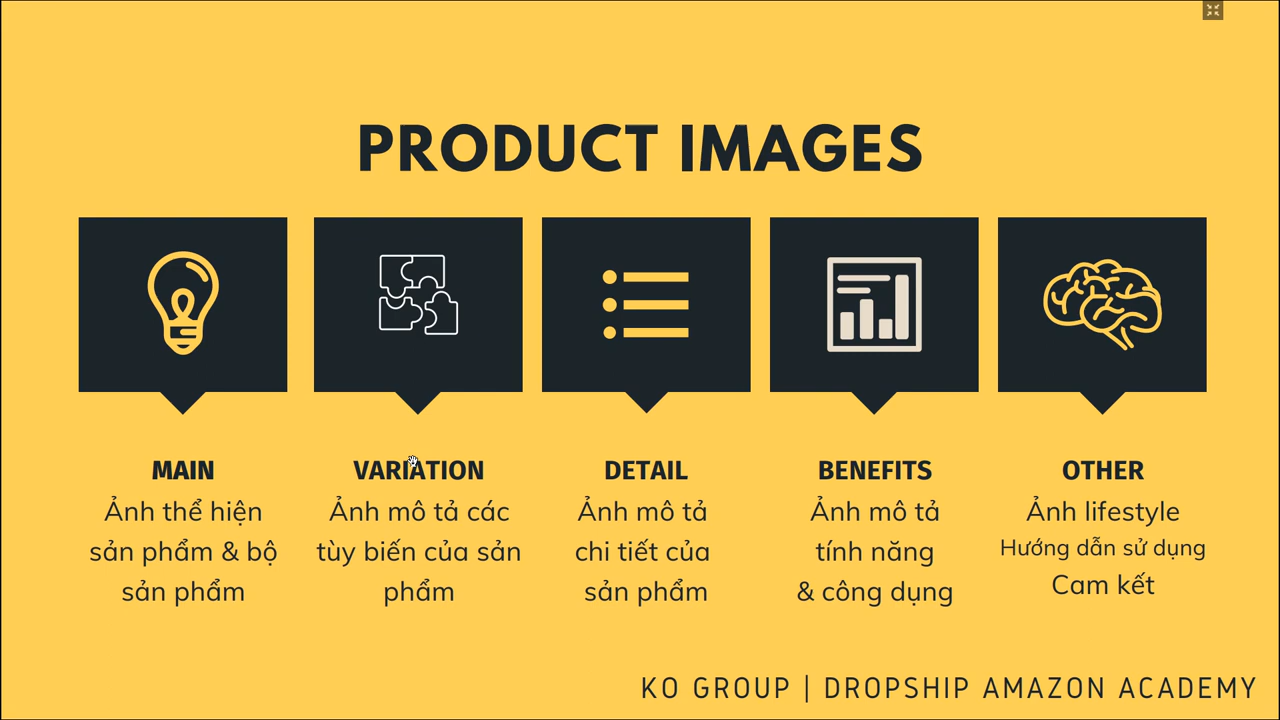 PRODUCT IMAGES
MAIN
Ảnh thể hiện
sản phẩm & bộ
sản phẩm
VARIATION
Ảnh mô tả các
tùy biến của sản
phẩm
DETAIL
Ảnh mô tả
chi tiết của
sản phẩm
BENEFITS
Ảnh mô tả
tính năng
& công dụng
OTHER
Ảnh lifestyle
Hướng dẫn sử dụng
Cam kết
KO GROUP | DROPSHIP AMAZON ACADEMY